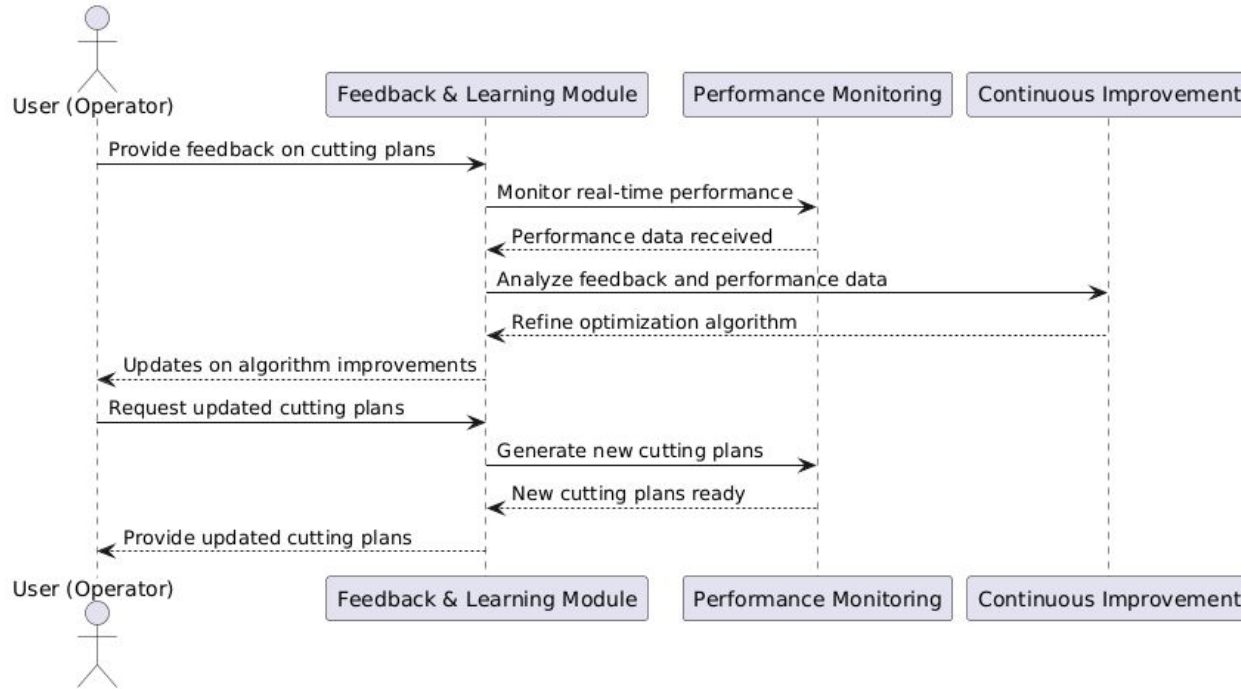 User (Operator)
Feedback & Learning Module
Performance Monitoring
Continuous Improvement
Provide feedback on cutting plans
Monitor real-time performance
Performance data received
Analyze feedback and performance data
Refine optimization algorithm
Updates on algorithm improvements
Request updated cutting plans
Generate new cutting plans
New cutting plans ready
Provide updated cutting plans
User (Operator)
Feedback & Learning Module
Performance Monitoring
Continuous Improvement